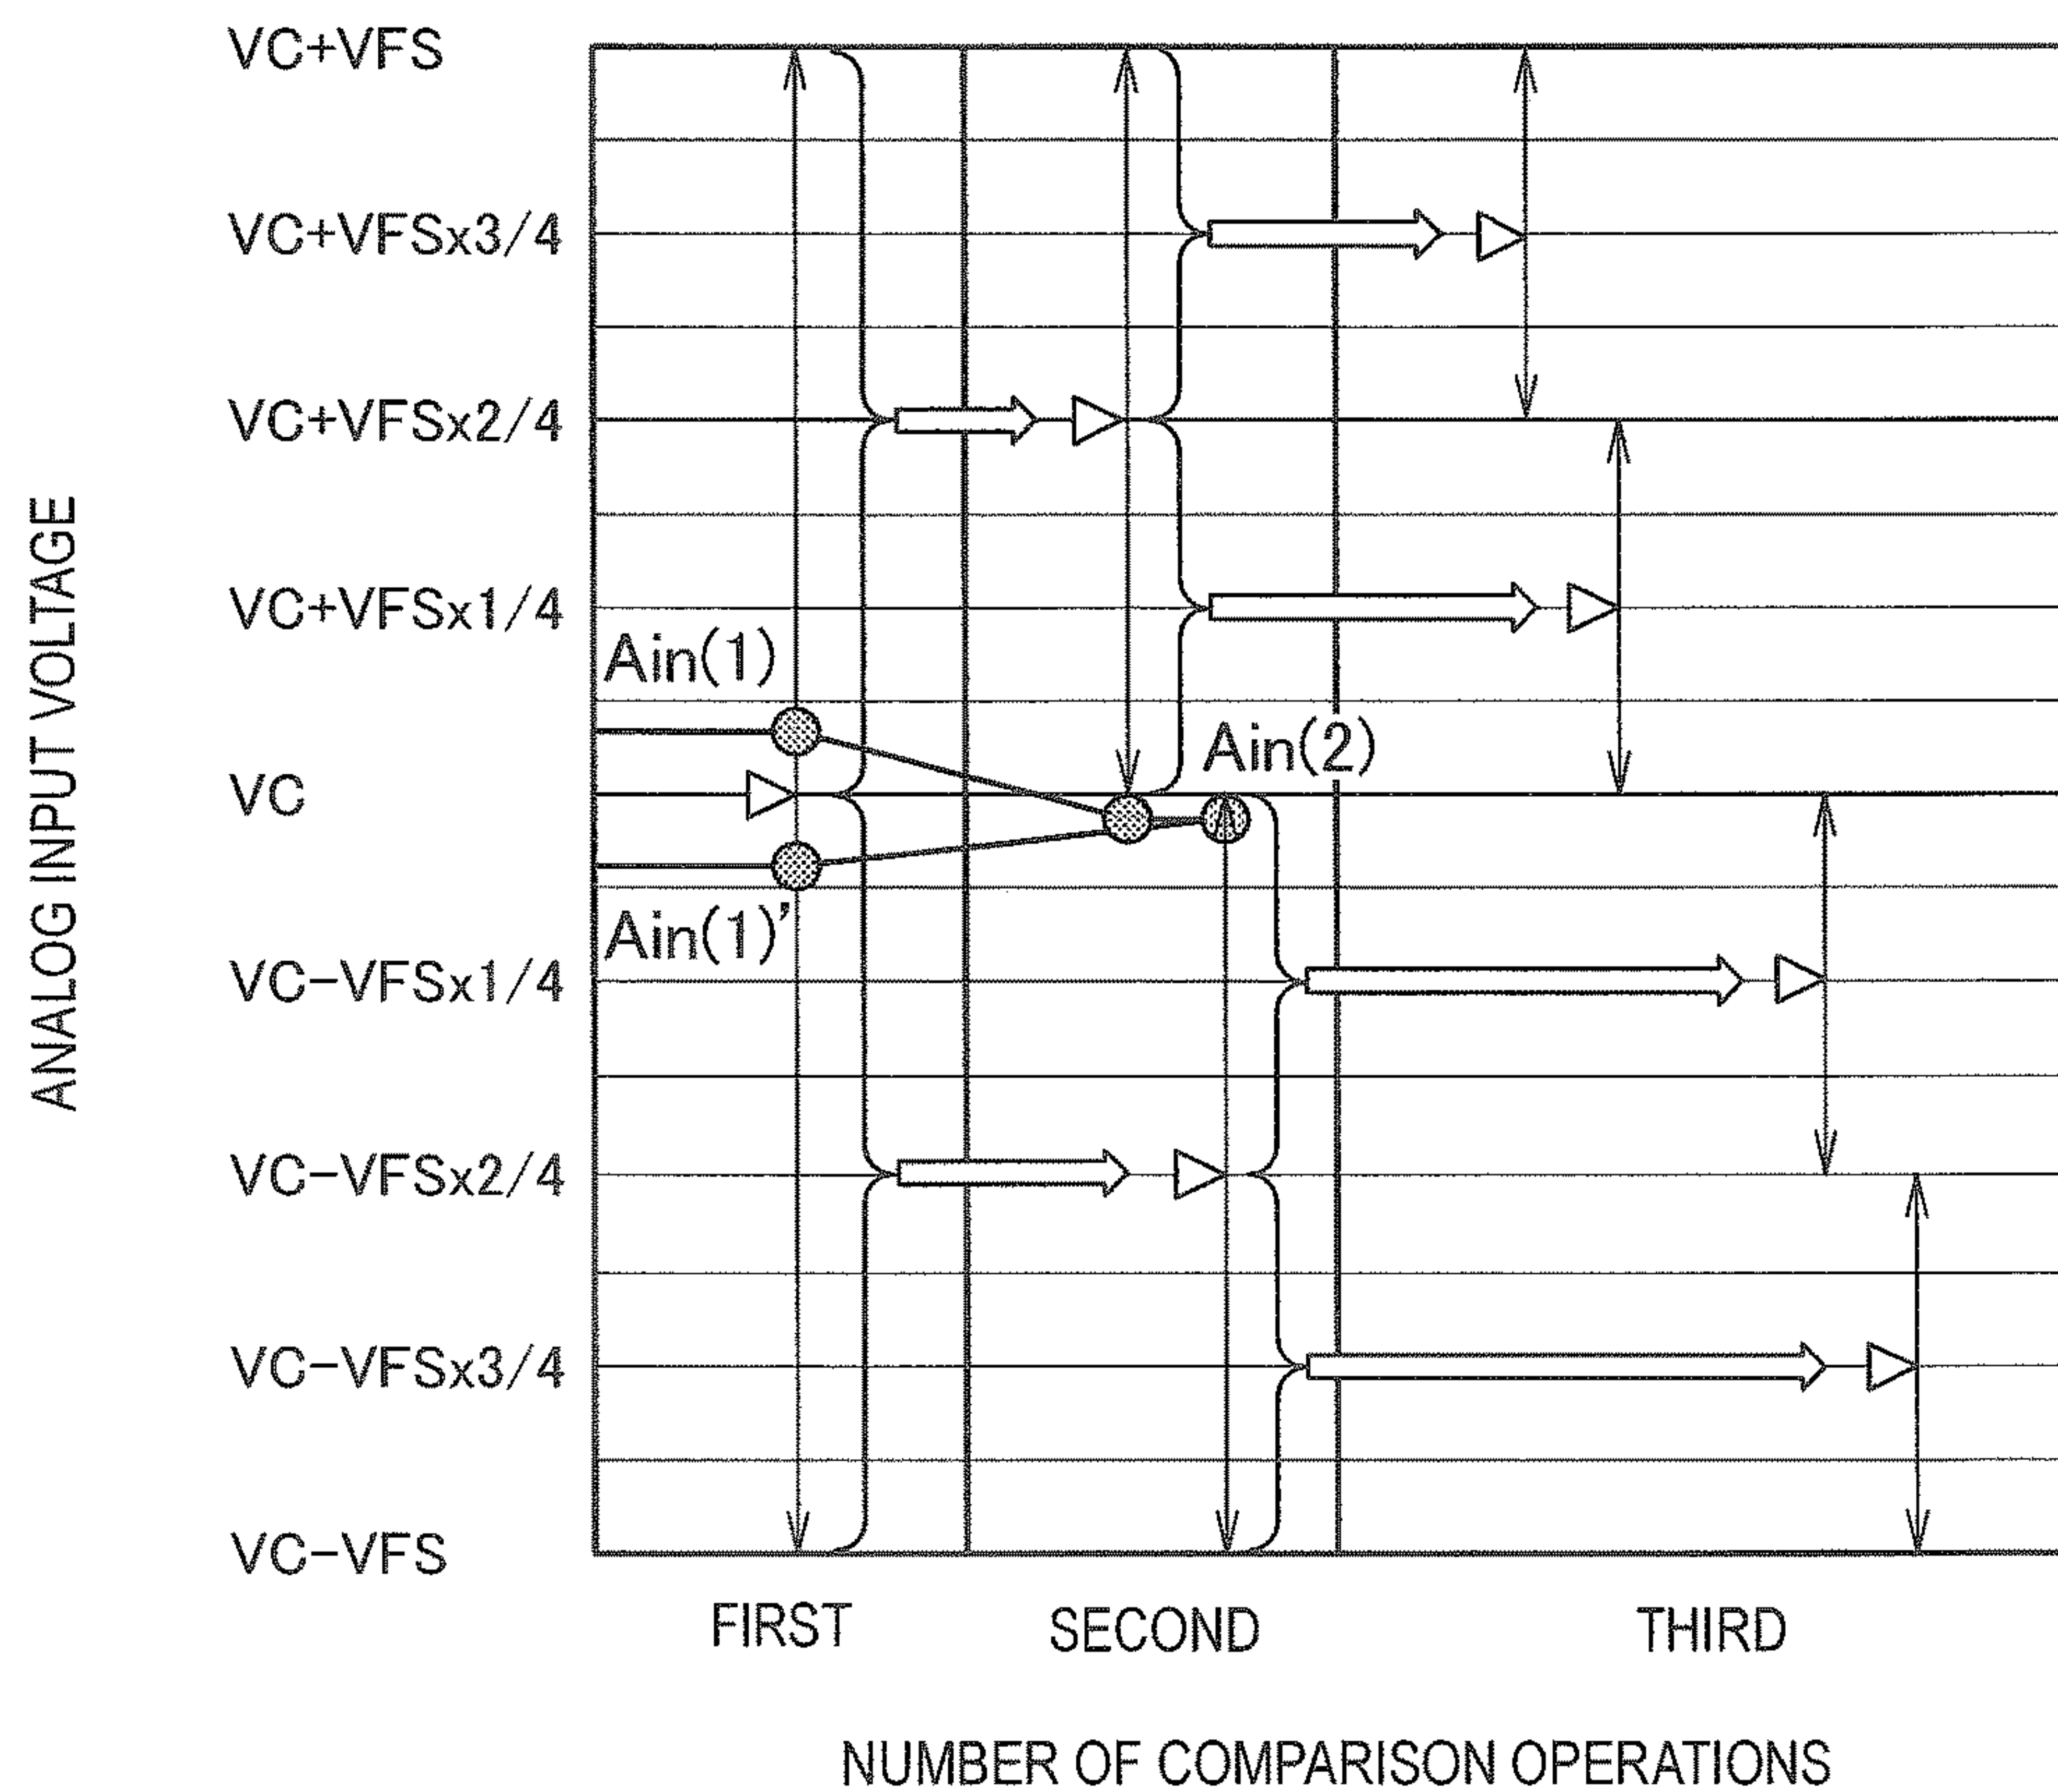 VC+VFS
VC+VFSx3/4
VC+VFSx2/4
VC+VFSx1/4
Ain(1)
Ain(2)
VC
Ain(1)'
VC−VFSx1/4
VC−VFSx2/4
VC−VFSx3/4
VC−VFS
ANALOG INPUT VOLTAGE
FIRST
SECOND
THIRD
NUMBER OF COMPARISON OPERATIONS